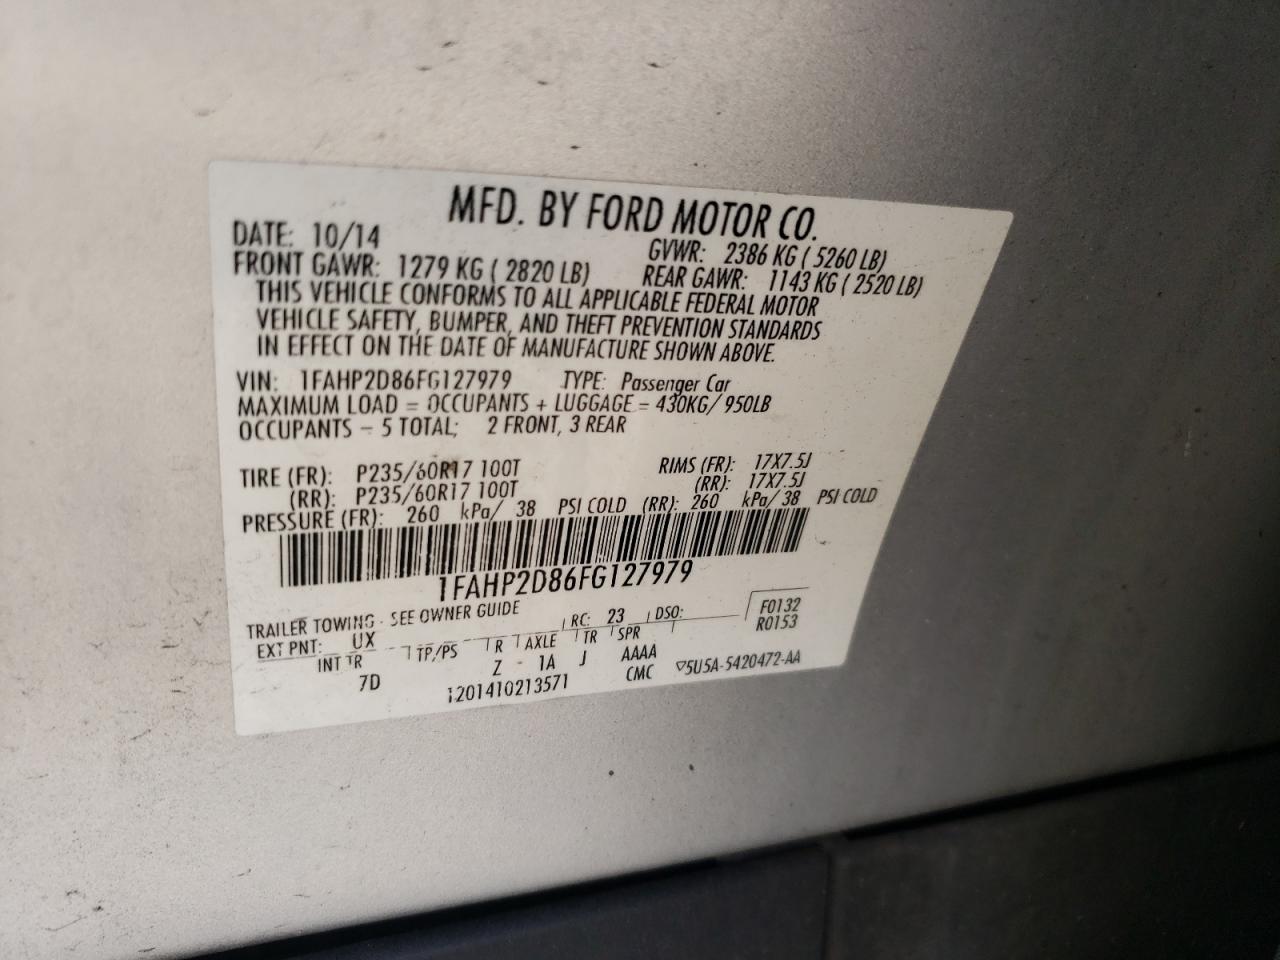 MFD. BY FORD MOTOR CO.
DATE: 10/14 GVWR: 2386 KG ( 5260 LB)
FRONT GAWR: 1279 KG ( 2820 LB) REAR GAWR: 1143 KG ( 2520 LB)
THIS VEHICLE CONFORMS TO ALL APPLICABLE FEDERAL MOTOR
VEHICLE SAFETY, BUMPER, AND THEFT PREVENTION STANDARDS
IN EFFECT ON THE DATE OF MANUFACTURE SHOWN ABOVE.
VIN: 1FAHP2D86FG127979 TYPE: Passenger Car
MAXIMUM LOAD = OCCUPANTS + LUGGAGE = 430KG/ 950LB
OCCUPANTS - 5 TOTAL; 2 FRONT, 3 REAR
TIRE (FR): P235/60R17 100T RIMS (FR): 17X7.5J
(RR): P235/60R17 100T (RR): 17X7.5J
PRESSURE (FR): 260 kPa/ 38 PSI COLD (RR): 260 kPa/ 38 PSI COLD
1FAHP2D86FG127979
TRAILER TOWING - SEE OWNER GUIDE
EXT PNT: UX RC: 23 DSO: F0132
R0153
INT TR TP/PS R AXLE TR SPR
7D Z - 1A J AAAA
1201410213571 CMC ▽5U5A-5420472-AA